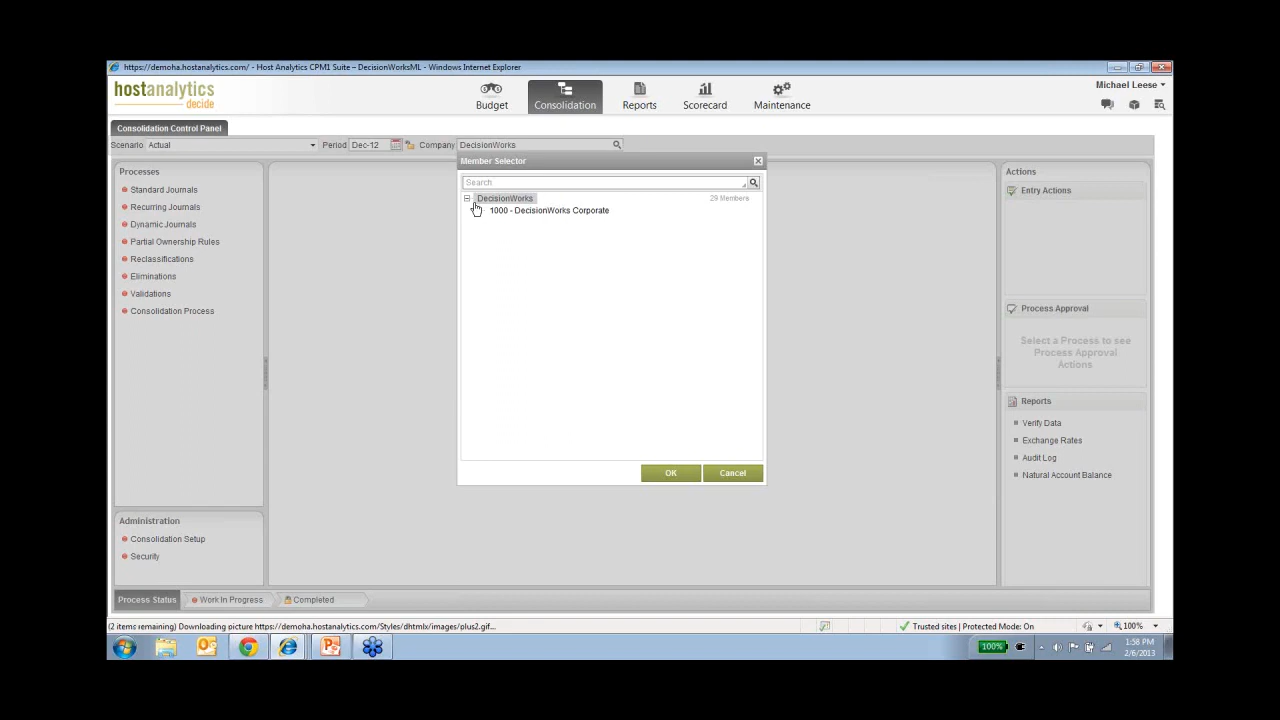 https://demoha.hostanalytics.com/ - Host Analytics CPM1 Suite – DecisionWorksML - Windows Internet Explorer
hostanalytics
decide
Budget
Consolidation
Reports
Scorecard
Maintenance
Michael Leese
Consolidation Control Panel
Scenario Actual Period Dec-12 Company DecisionWorks
Member Selector
Search
DecisionWorks 29 Members
1000 - DecisionWorks Corporate
OK Cancel
Processes
Standard Journals
Recurring Journals
Dynamic Journals
Partial Ownership Rules
Reclassifications
Eliminations
Validations
Consolidation Process
Administration
Consolidation Setup
Security
Actions
Entry Actions
Process Approval
Select a Process to see
Process Approval
Actions
Reports
Verify Data
Exchange Rates
Audit Log
Natural Account Balance
Process Status Work In Progress Completed
(2 items remaining) Downloading picture https://demoha.hostanalytics.com/Styles/dhtmlx/images/plus2.gif...
Trusted sites | Protected Mode: On
100%
100%
1:58 PM
2/6/2013